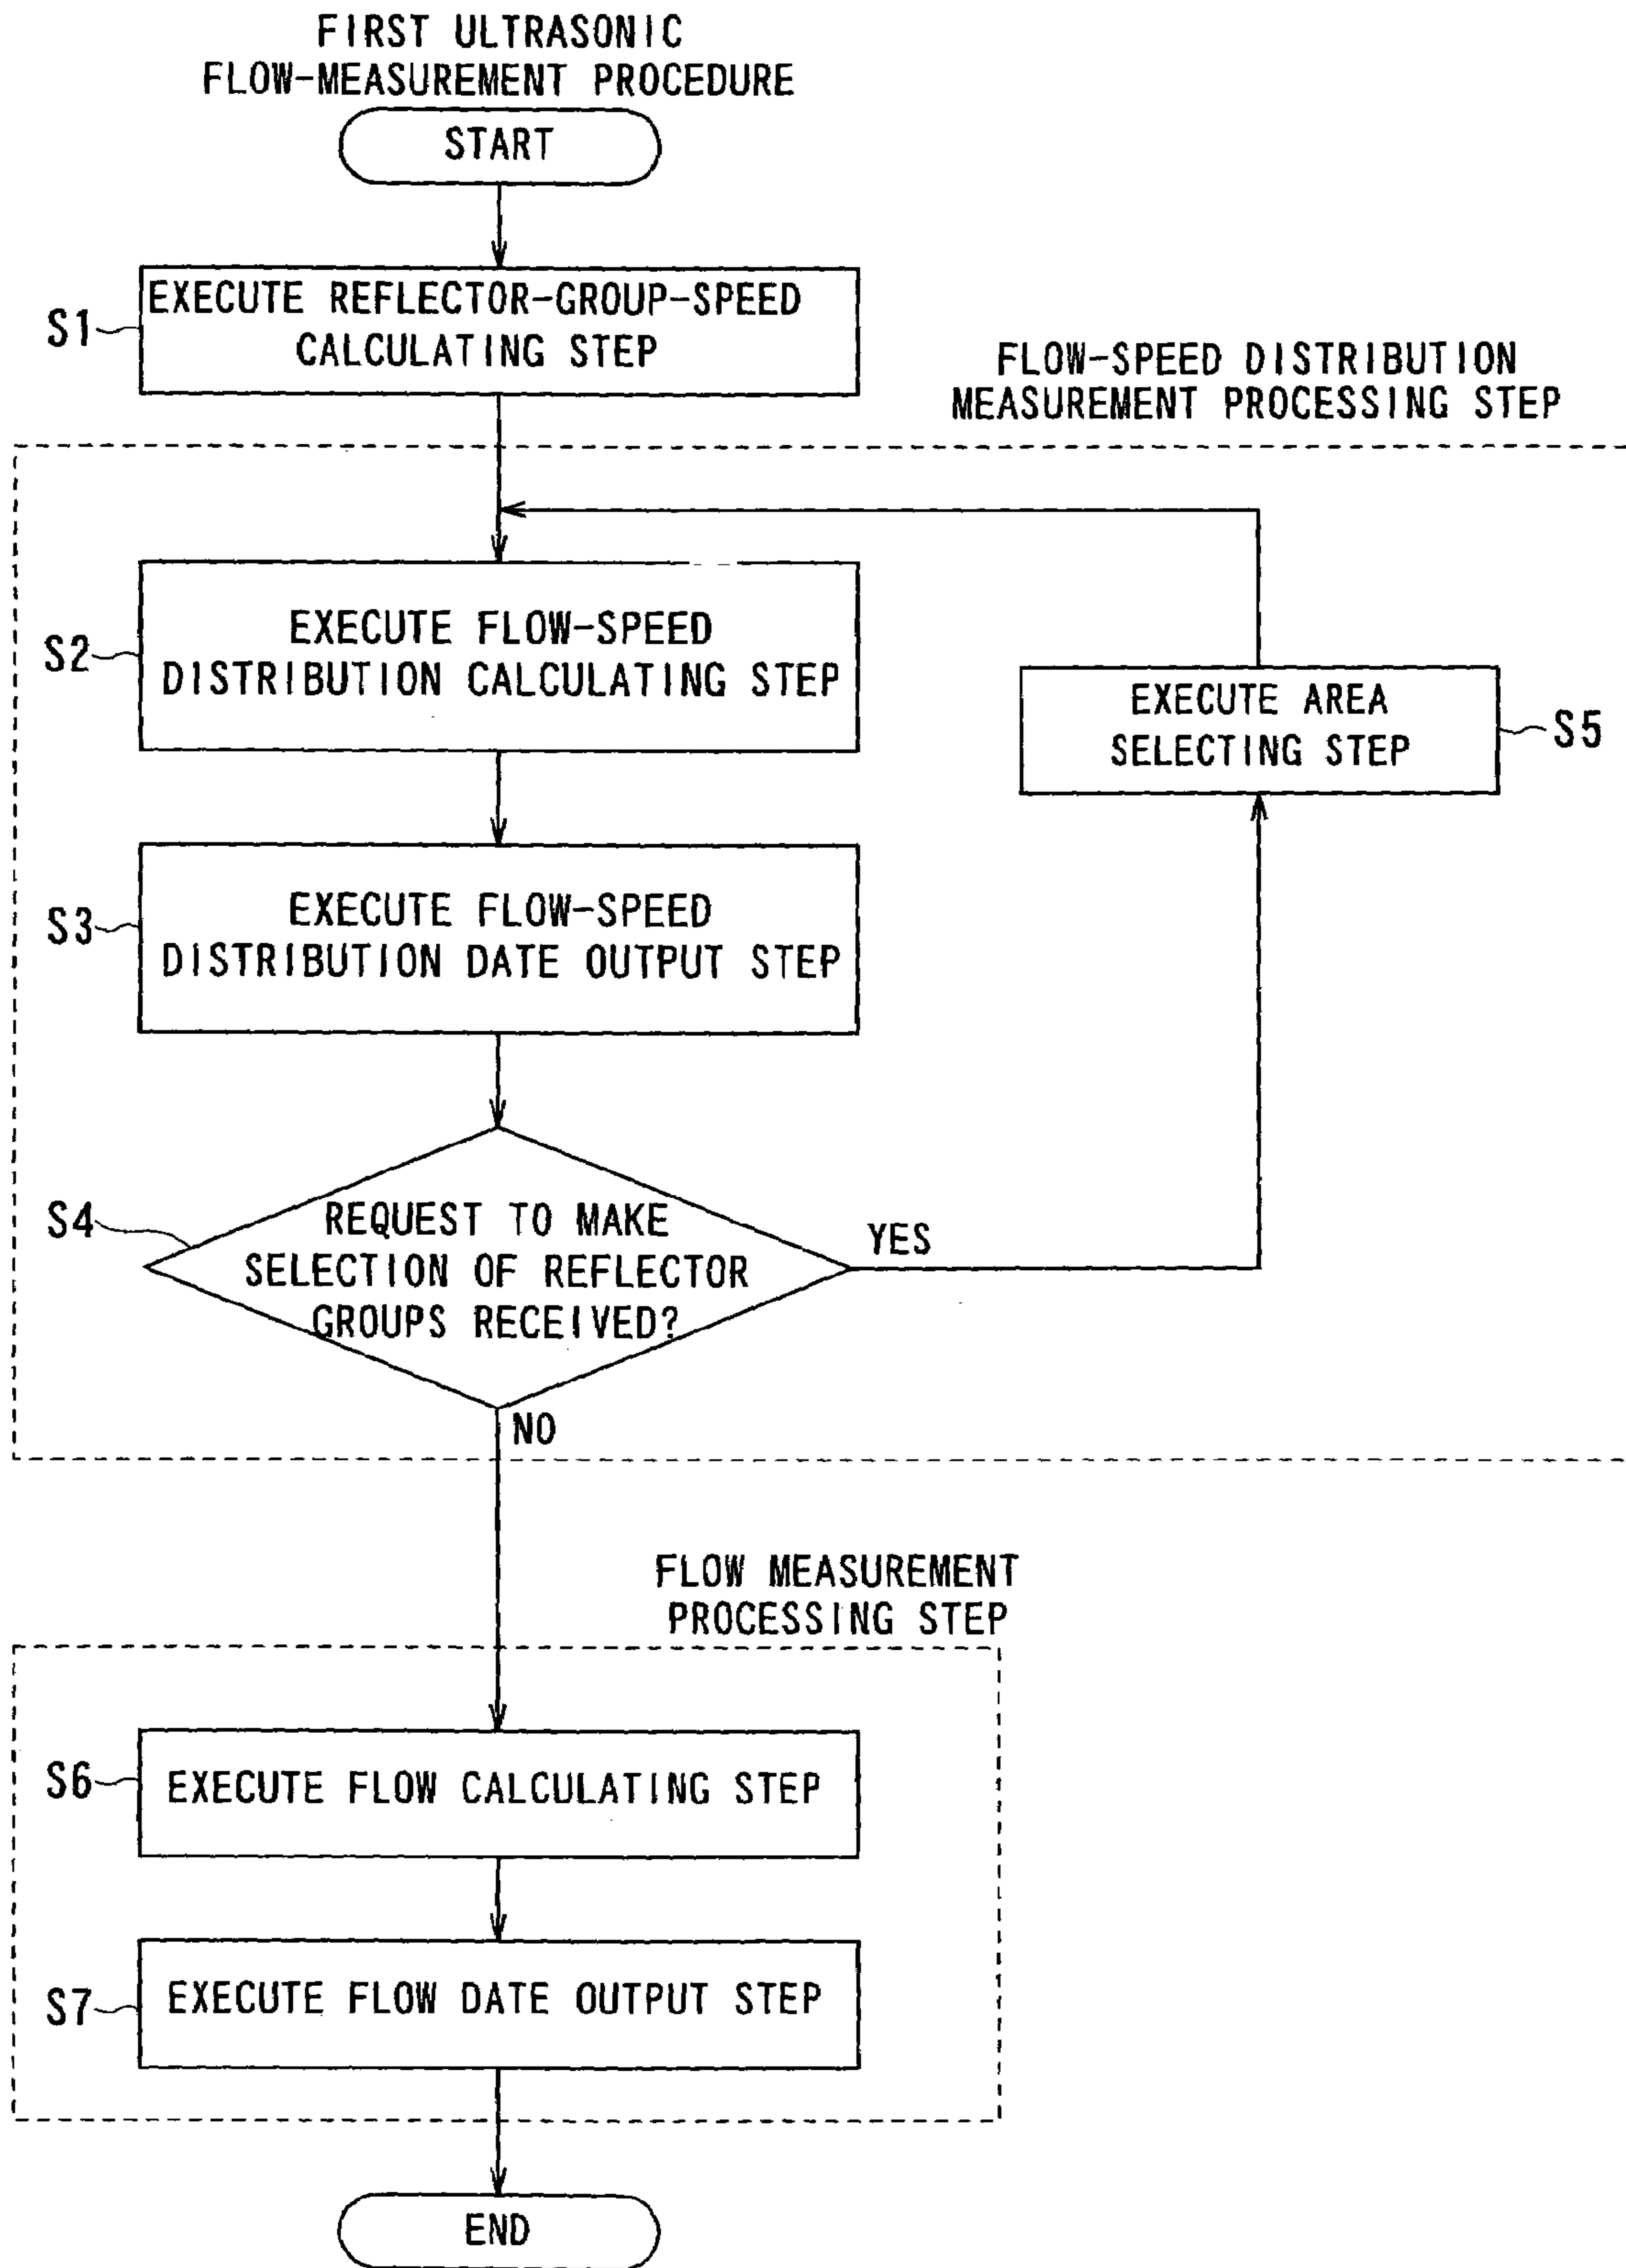 FIRST ULTRASONIC
FLOW-MEASUREMENT PROCEDURE
START
S1
EXECUTE REFLECTOR-GROUP-SPEED
CALCULATING STEP
FLOW-SPEED DISTRIBUTION
MEASUREMENT PROCESSING STEP
S2
EXECUTE FLOW-SPEED
DISTRIBUTION CALCULATING STEP
EXECUTE AREA
SELECTING STEP
S5
S3
EXECUTE FLOW-SPEED
DISTRIBUTION DATE OUTPUT STEP
S4
REQUEST TO MAKE
SELECTION OF REFLECTOR
GROUPS RECEIVED?
YES
NO
FLOW MEASUREMENT
PROCESSING STEP
S6
EXECUTE FLOW CALCULATING STEP
S7
EXECUTE FLOW DATE OUTPUT STEP
END